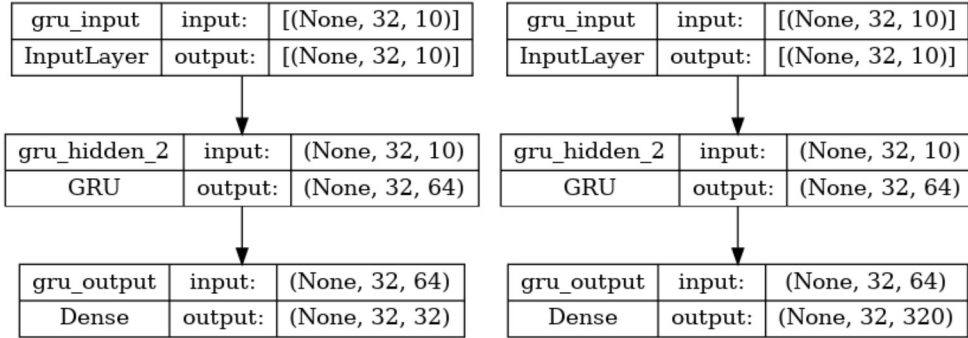 gru_input input: [(None, 32, 10)]
InputLayer output: [(None, 32, 10)]
gru_hidden_2 input: (None, 32, 10)
GRU output: (None, 32, 64)
gru_output input: (None, 32, 64)
Dense output: (None, 32, 32)
gru_input input: [(None, 32, 10)]
InputLayer output: [(None, 32, 10)]
gru_hidden_2 input: (None, 32, 10)
GRU output: (None, 32, 64)
gru_output input: (None, 32, 64)
Dense output: (None, 32, 320)